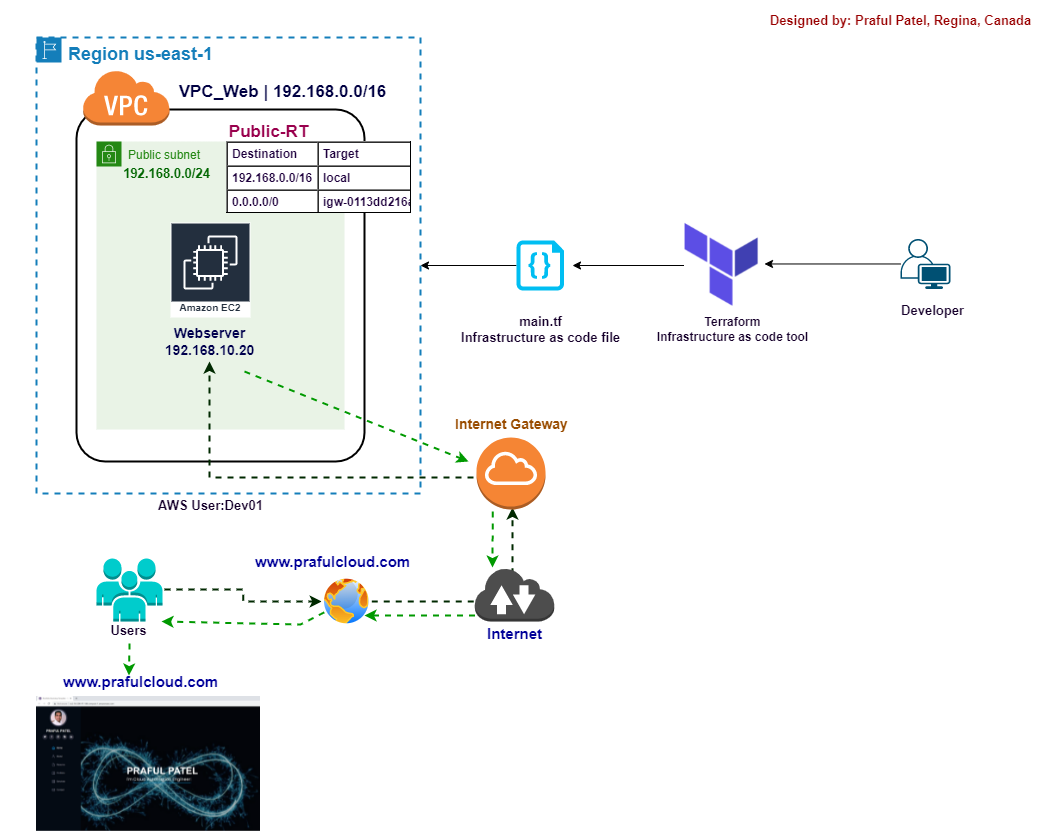 Designed by: Praful Patel, Regina, Canada
Region us-east-1
VPC
VPC_Web | 192.168.0.0/16
Public-RT
Destination Target
192.168.0.0/16 local
0.0.0.0/0 igw-0113dd216a
Public subnet
192.168.0.0/24
Amazon EC2
Webserver
192.168.10.20
{}
main.tf
Infrastructure as code file
Terraform
Infrastructure as code tool
Developer
Internet Gateway
AWS User:Dev01
www.prafulcloud.com
Users
Internet
www.prafulcloud.com
PRAFUL PATEL
PRAFUL PATEL